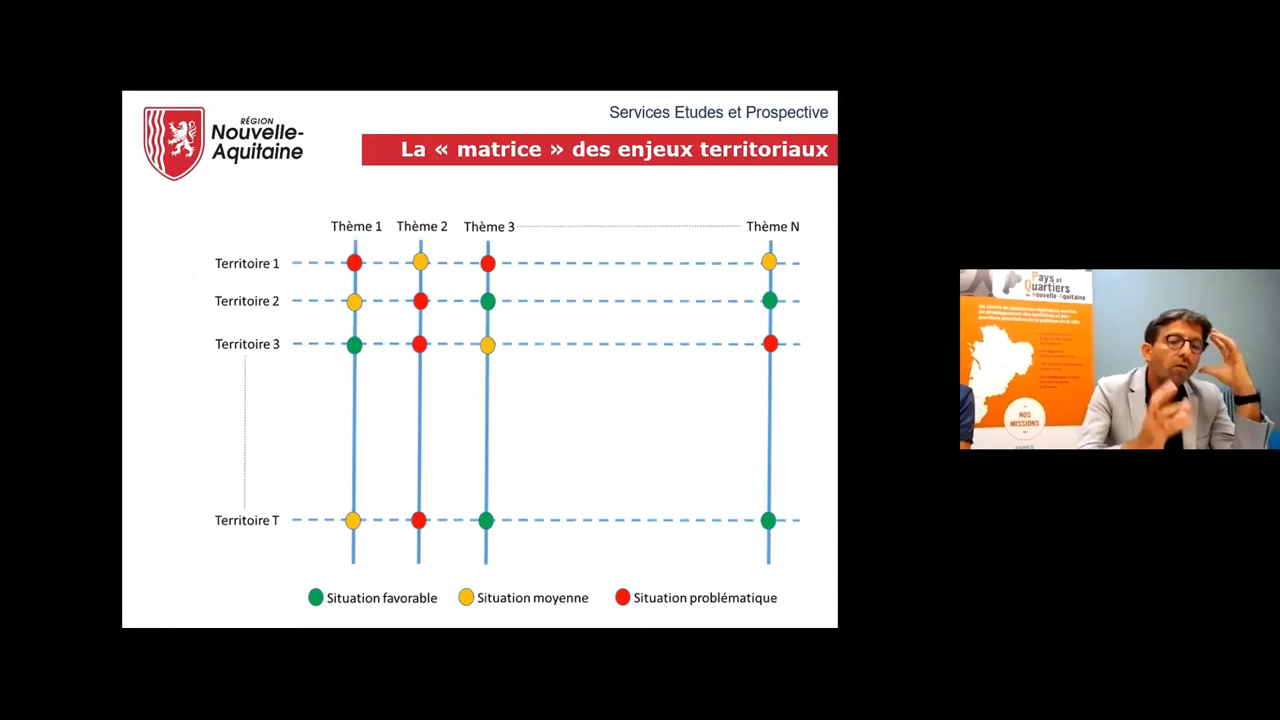 Services Etudes et Prospective
RÉGION
Nouvelle-
Aquitaine
La « matrice » des enjeux territoriaux
Thème 1 Thème 2 Thème 3 Thème N
Territoire 1
Territoire 2
Territoire 3
Territoire T
Situation favorable Situation moyenne Situation problématique
Pays et
Quartiers
de Nouvelle-Aquitaine
NOS
MISSIONS